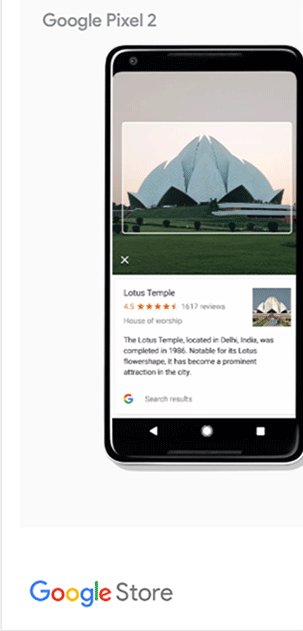 Google Pixel 2
Lotus Temple
4.5 ★★★★★ 1617 reviews
House of worship
The Lotus Temple, located in Delhi, India, was
completed in 1986. Notable for its Lotus
flowershape, it has become a prominent
attraction in the city.
G Search results
Google Store